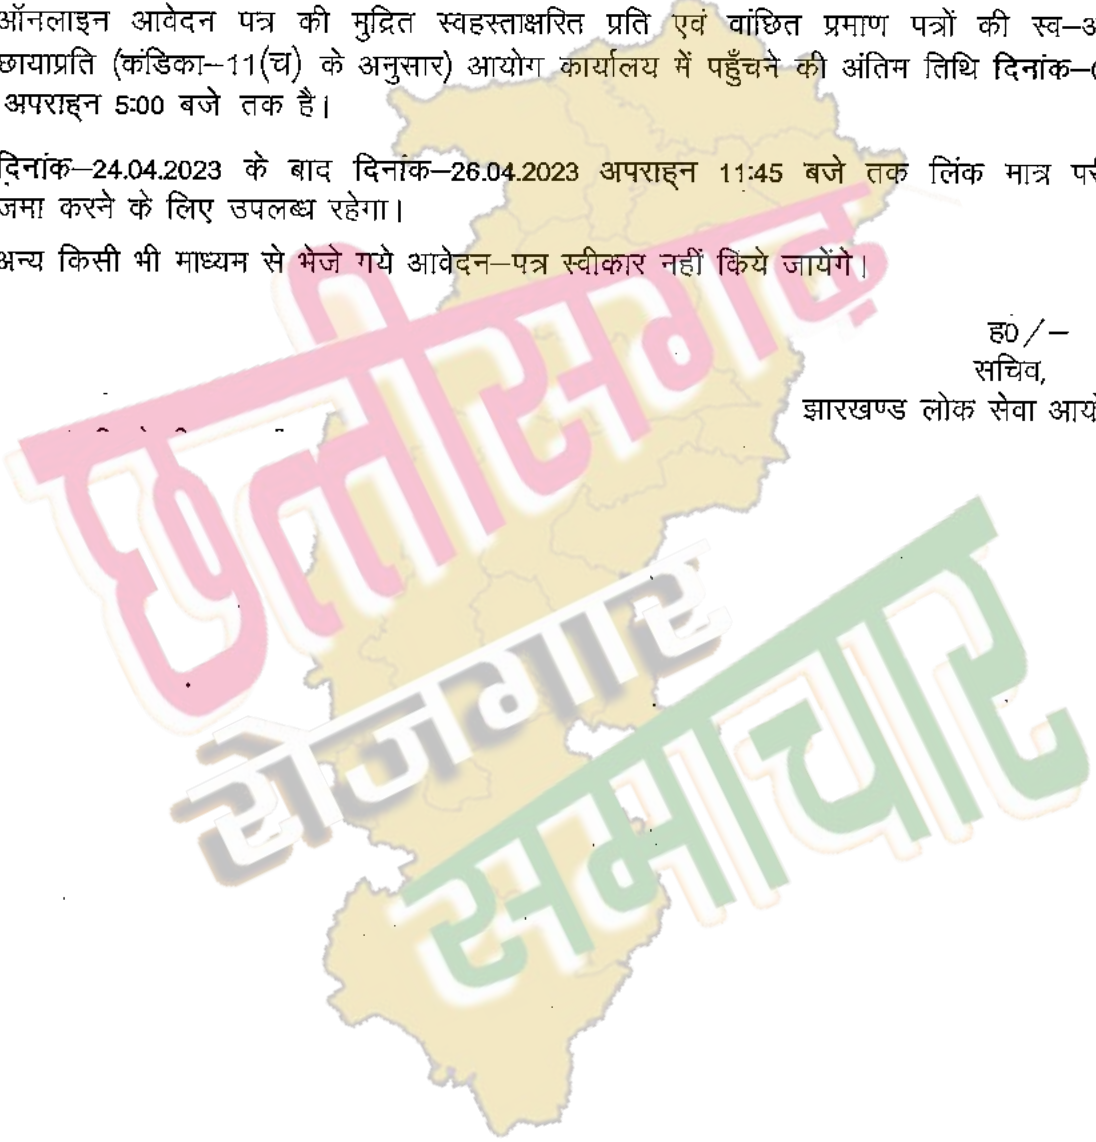 ऑनलाइन आवेदन पत्र की मुद्रित स्वहस्ताक्षरित प्रति एवं वांछित प्रमाण पत्रों की
छायाप्रति (कंडिका–11(च) के अनुसार) आयोग कार्यालय में पहुँचने की अंतिम तिथि दिनांक–
अपराह्न 5:00 बजे तक है।
दिनांक–24.04.2023 के बाद दिनांक–26.04.2023 अपराह्न 11:45 बजे तक लिंक मात्र
जमा करने के लिए उपलब्ध रहेगा।
अन्य किसी भी माध्यम से भेजे गये आवेदन–पत्र स्वीकार नहीं किये जायेंगे।
ह0/–
सचिव,
झारखण्ड लोक सेवा
छत्तीसगढ़
रोजगार
समाचार